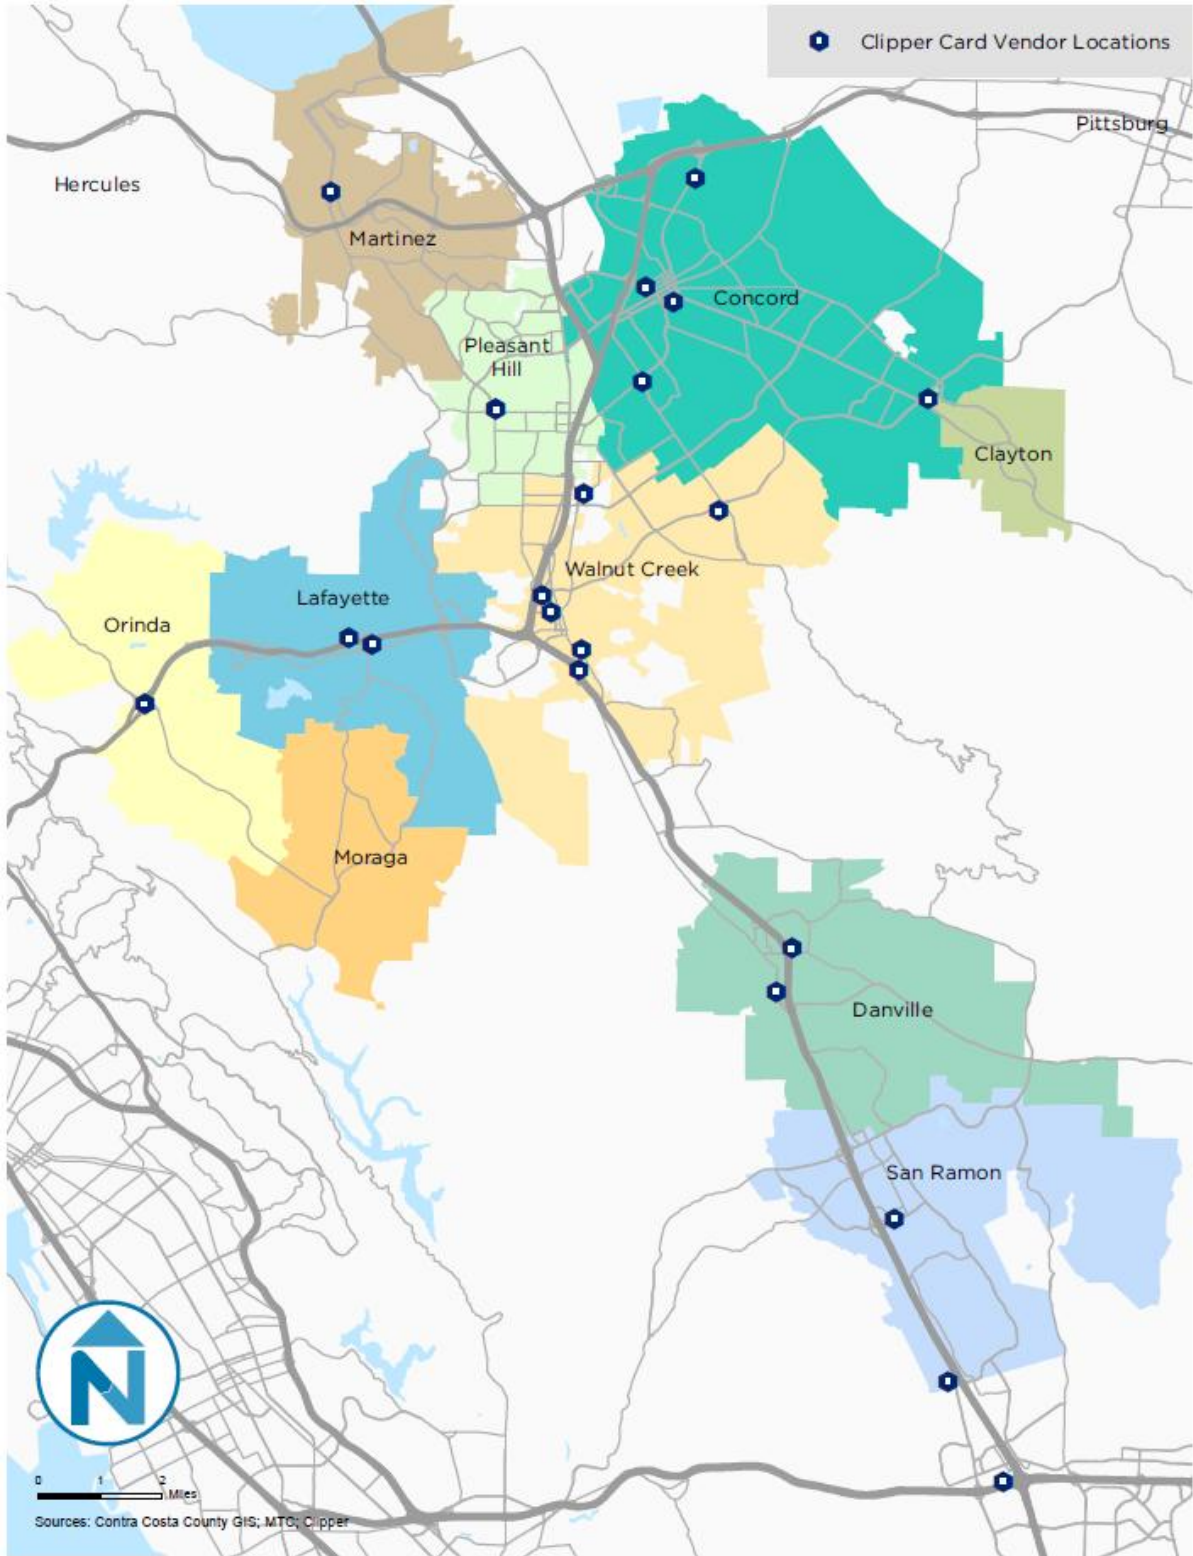 Clipper Card Vendor Locations
Pittsburg
Hercules
Martinez
Concord
Pleasant
Hill
Clayton
Walnut Creek
Lafayette
Orinda
Moraga
Danville
San Ramon
N
0 1 2
Miles
Sources: Contra Costa County GIS; MTC; Clipper